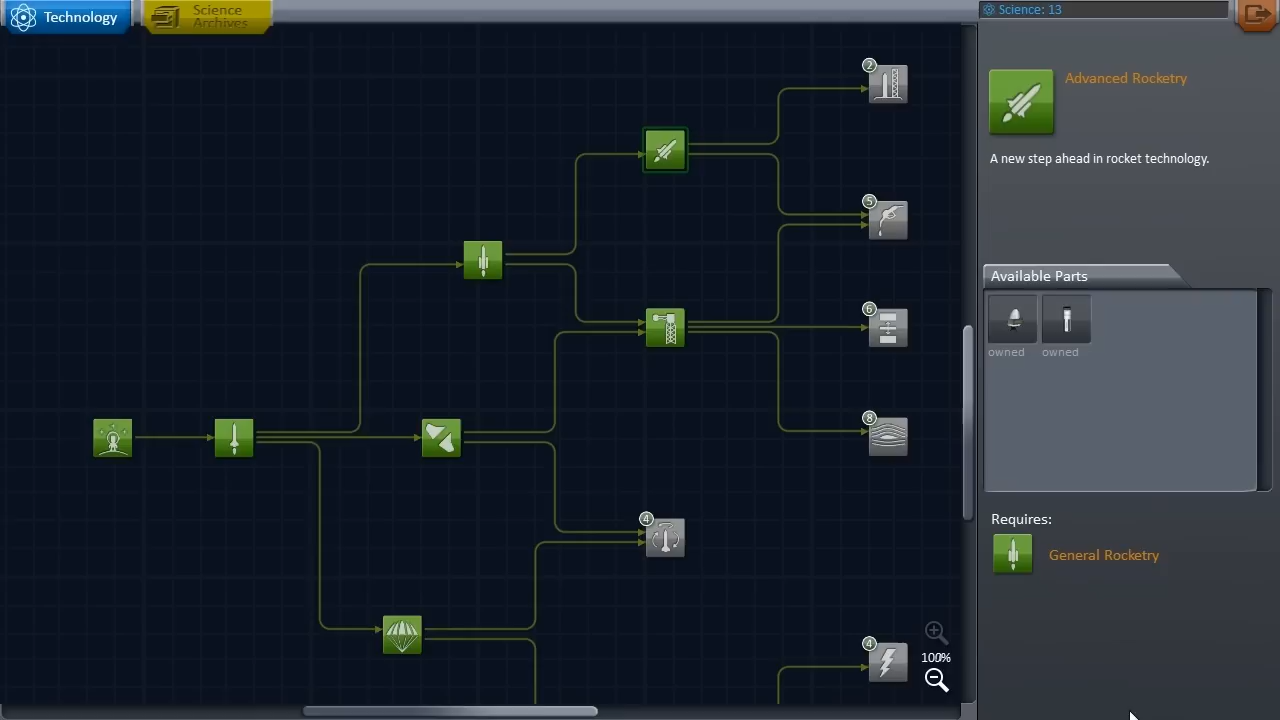 Technology
Science
Archives
Science: 13
Advanced Rocketry
A new step ahead in rocket technology.
Available Parts
owned
owned
Requires:
General Rocketry
2
5
6
8
4
4
100%